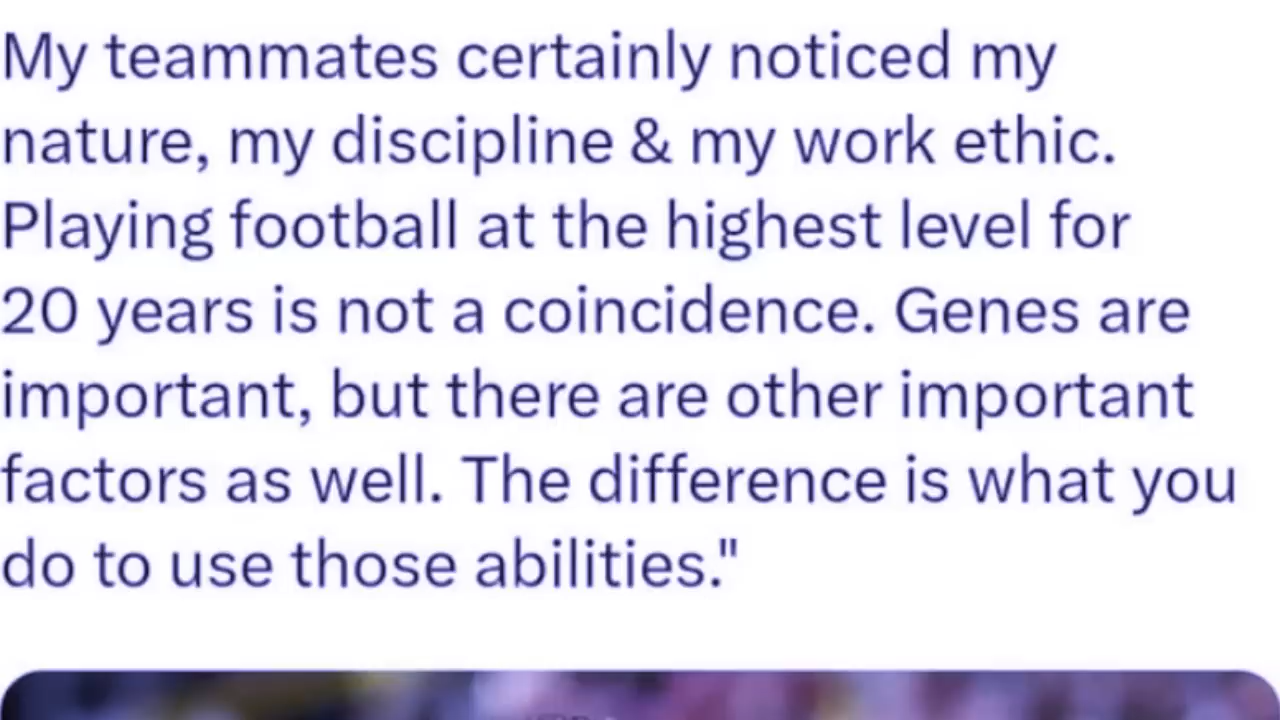 My teammates certainly noticed my
nature, my discipline & my work ethic.
Playing football at the highest level for
20 years is not a coincidence. Genes are
important, but there are other important
factors as well. The difference is what you
do to use those abilities."